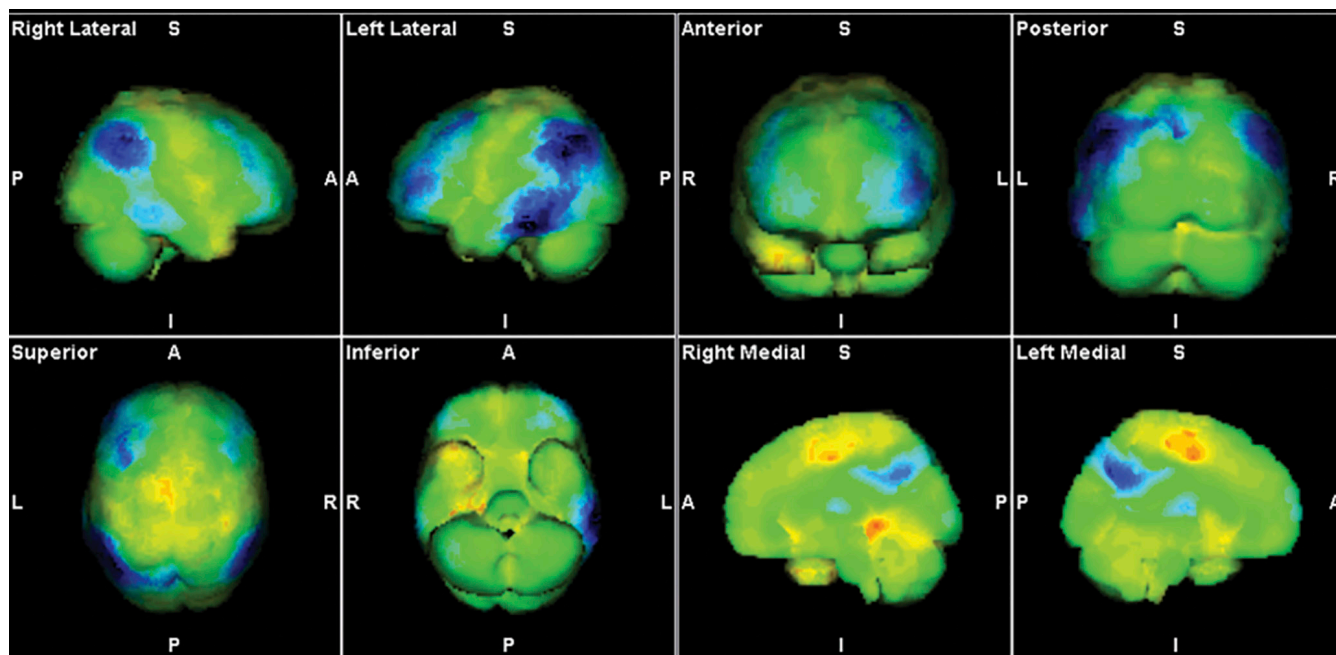 Right Lateral S
P A
I
Left Lateral S
A P
I
Anterior S
R L
I
Posterior S
L R
I
Superior A
L R
P
Inferior A
R L
P
Right Medial S
A P
I
Left Medial S
P A
I